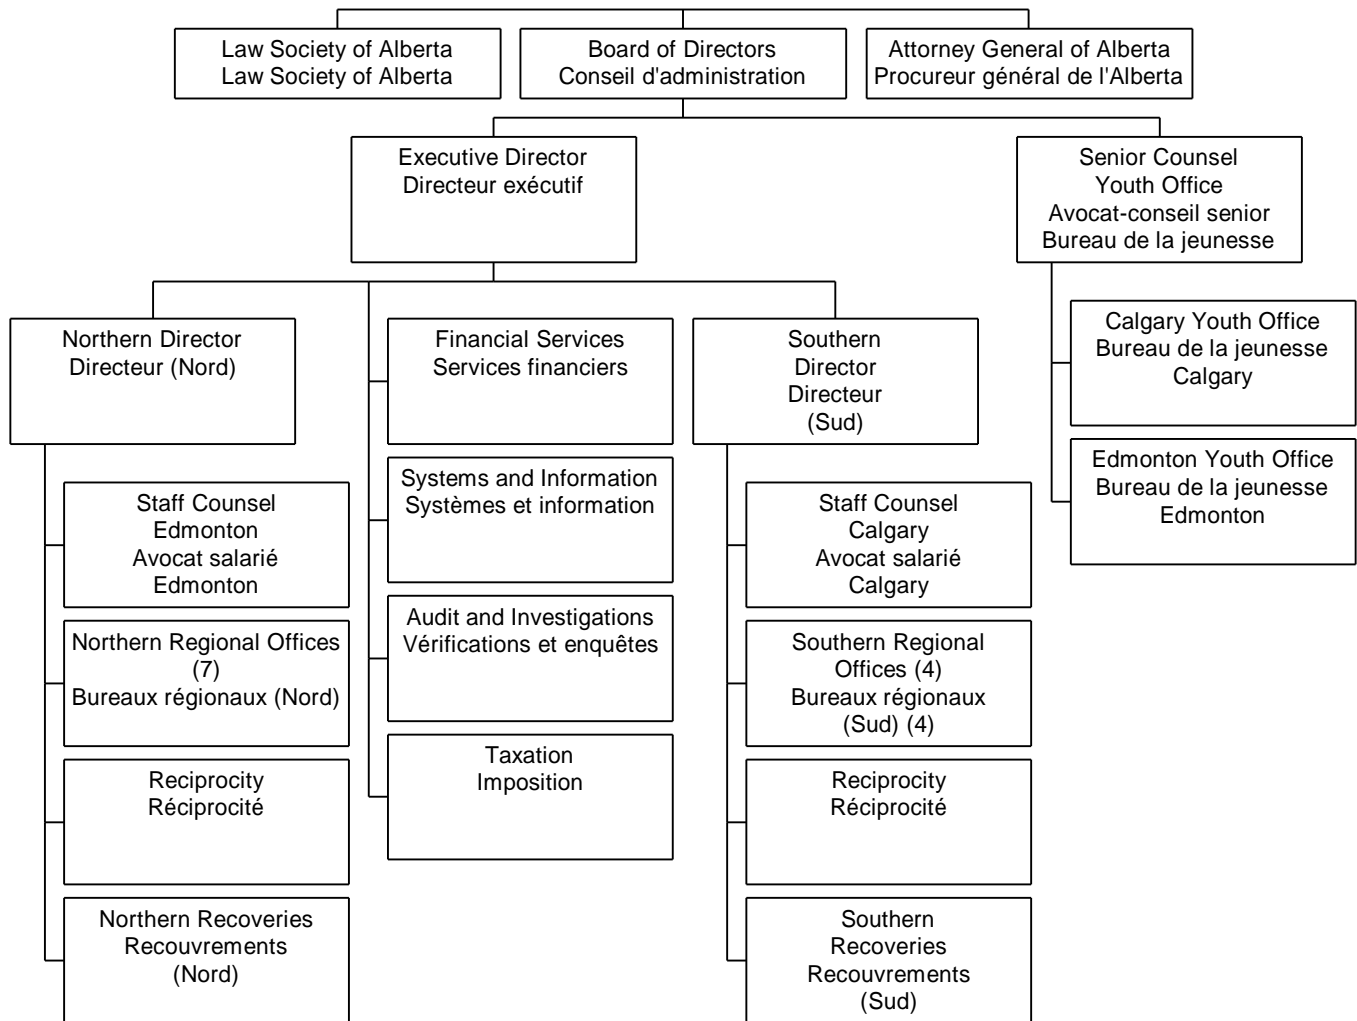 Law Society of Alberta
Law Society of Alberta
Board of Directors
Conseil d'administration
Attorney General of Alberta
Procureur général de l'Alberta
Executive Director
Directeur exécutif
Senior Counsel
Youth Office
Avocat-conseil senior
Bureau de la jeunesse
Northern Director
Directeur (Nord)
Financial Services
Services financiers
Southern
Director
Directeur
(Sud)
Calgary Youth Office
Bureau de la jeunesse
Calgary
Edmonton Youth Office
Bureau de la jeunesse
Edmonton
Systems and Information
Systèmes et information
Staff Counsel
Edmonton
Avocat salarié
Edmonton
Staff Counsel
Calgary
Avocat salarié
Calgary
Audit and Investigations
Vérifications et enquêtes
Northern Regional Offices
(7)
Bureaux régionaux (Nord)
Southern Regional
Offices (4)
Bureaux régionaux
(Sud) (4)
Taxation
Imposition
Reciprocity
Réciprocité
Reciprocity
Réciprocité
Northern Recoveries
Recouvrements
(Nord)
Southern
Recoveries
Recouvrements
(Sud)